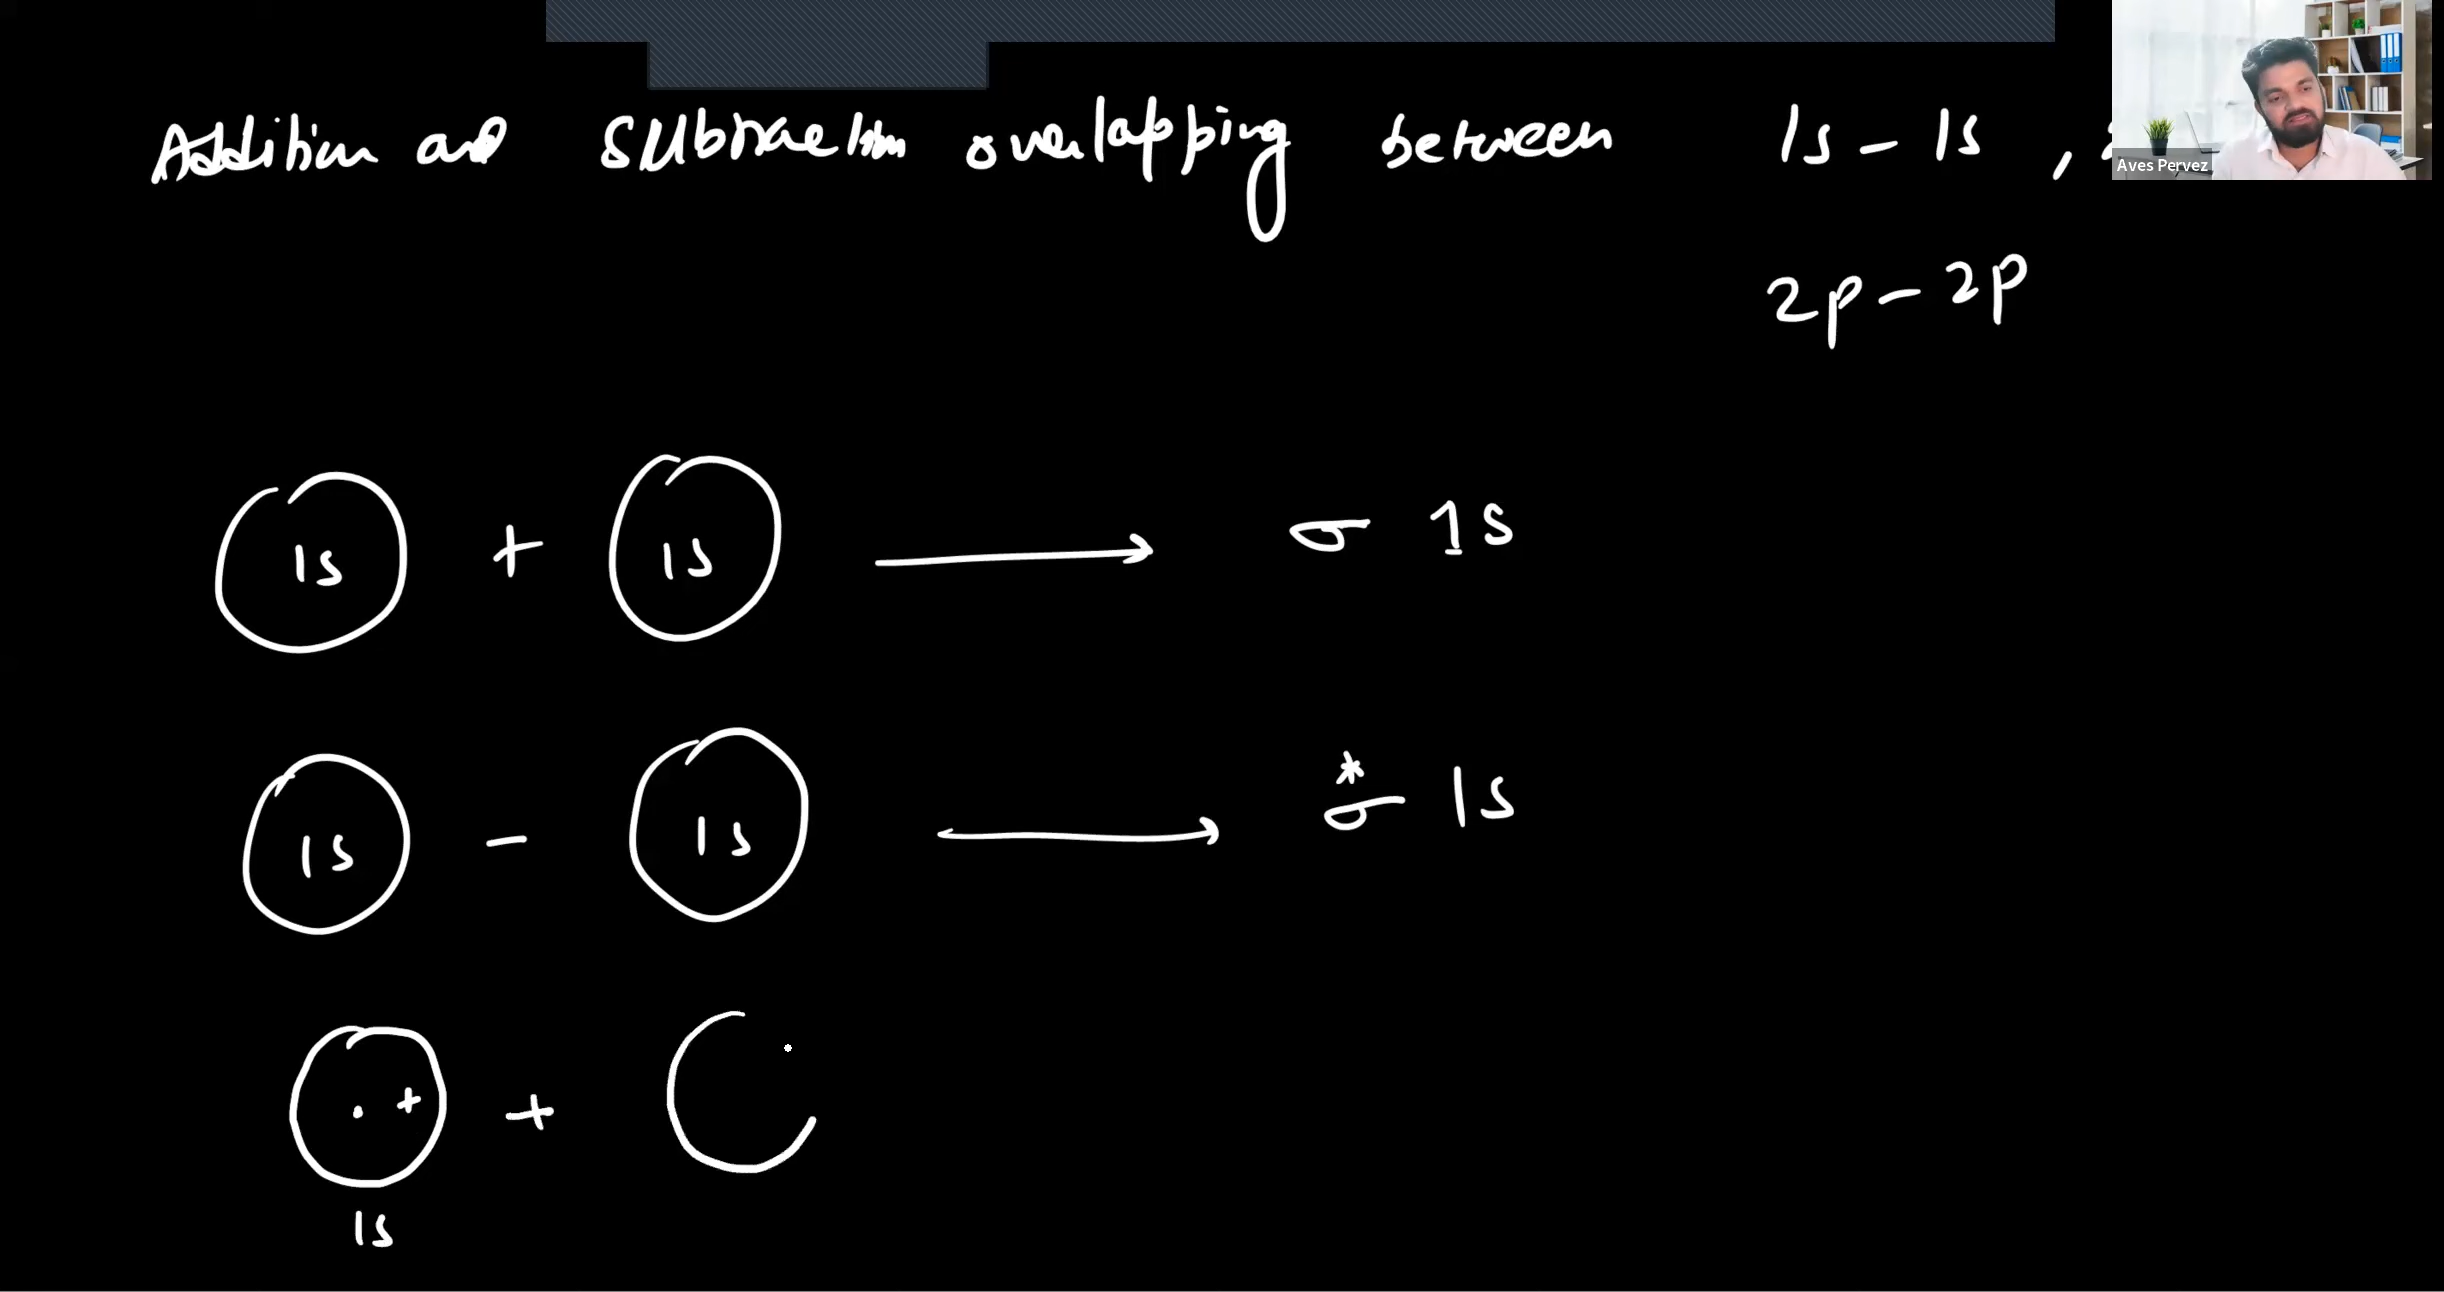 Addition and Subtraction overlapping between 1s - 1s ,
Aves Pervez
2p - 2p
1s + 1s → σ 1s
1s - 1s → σ* 1s
. + +
1s